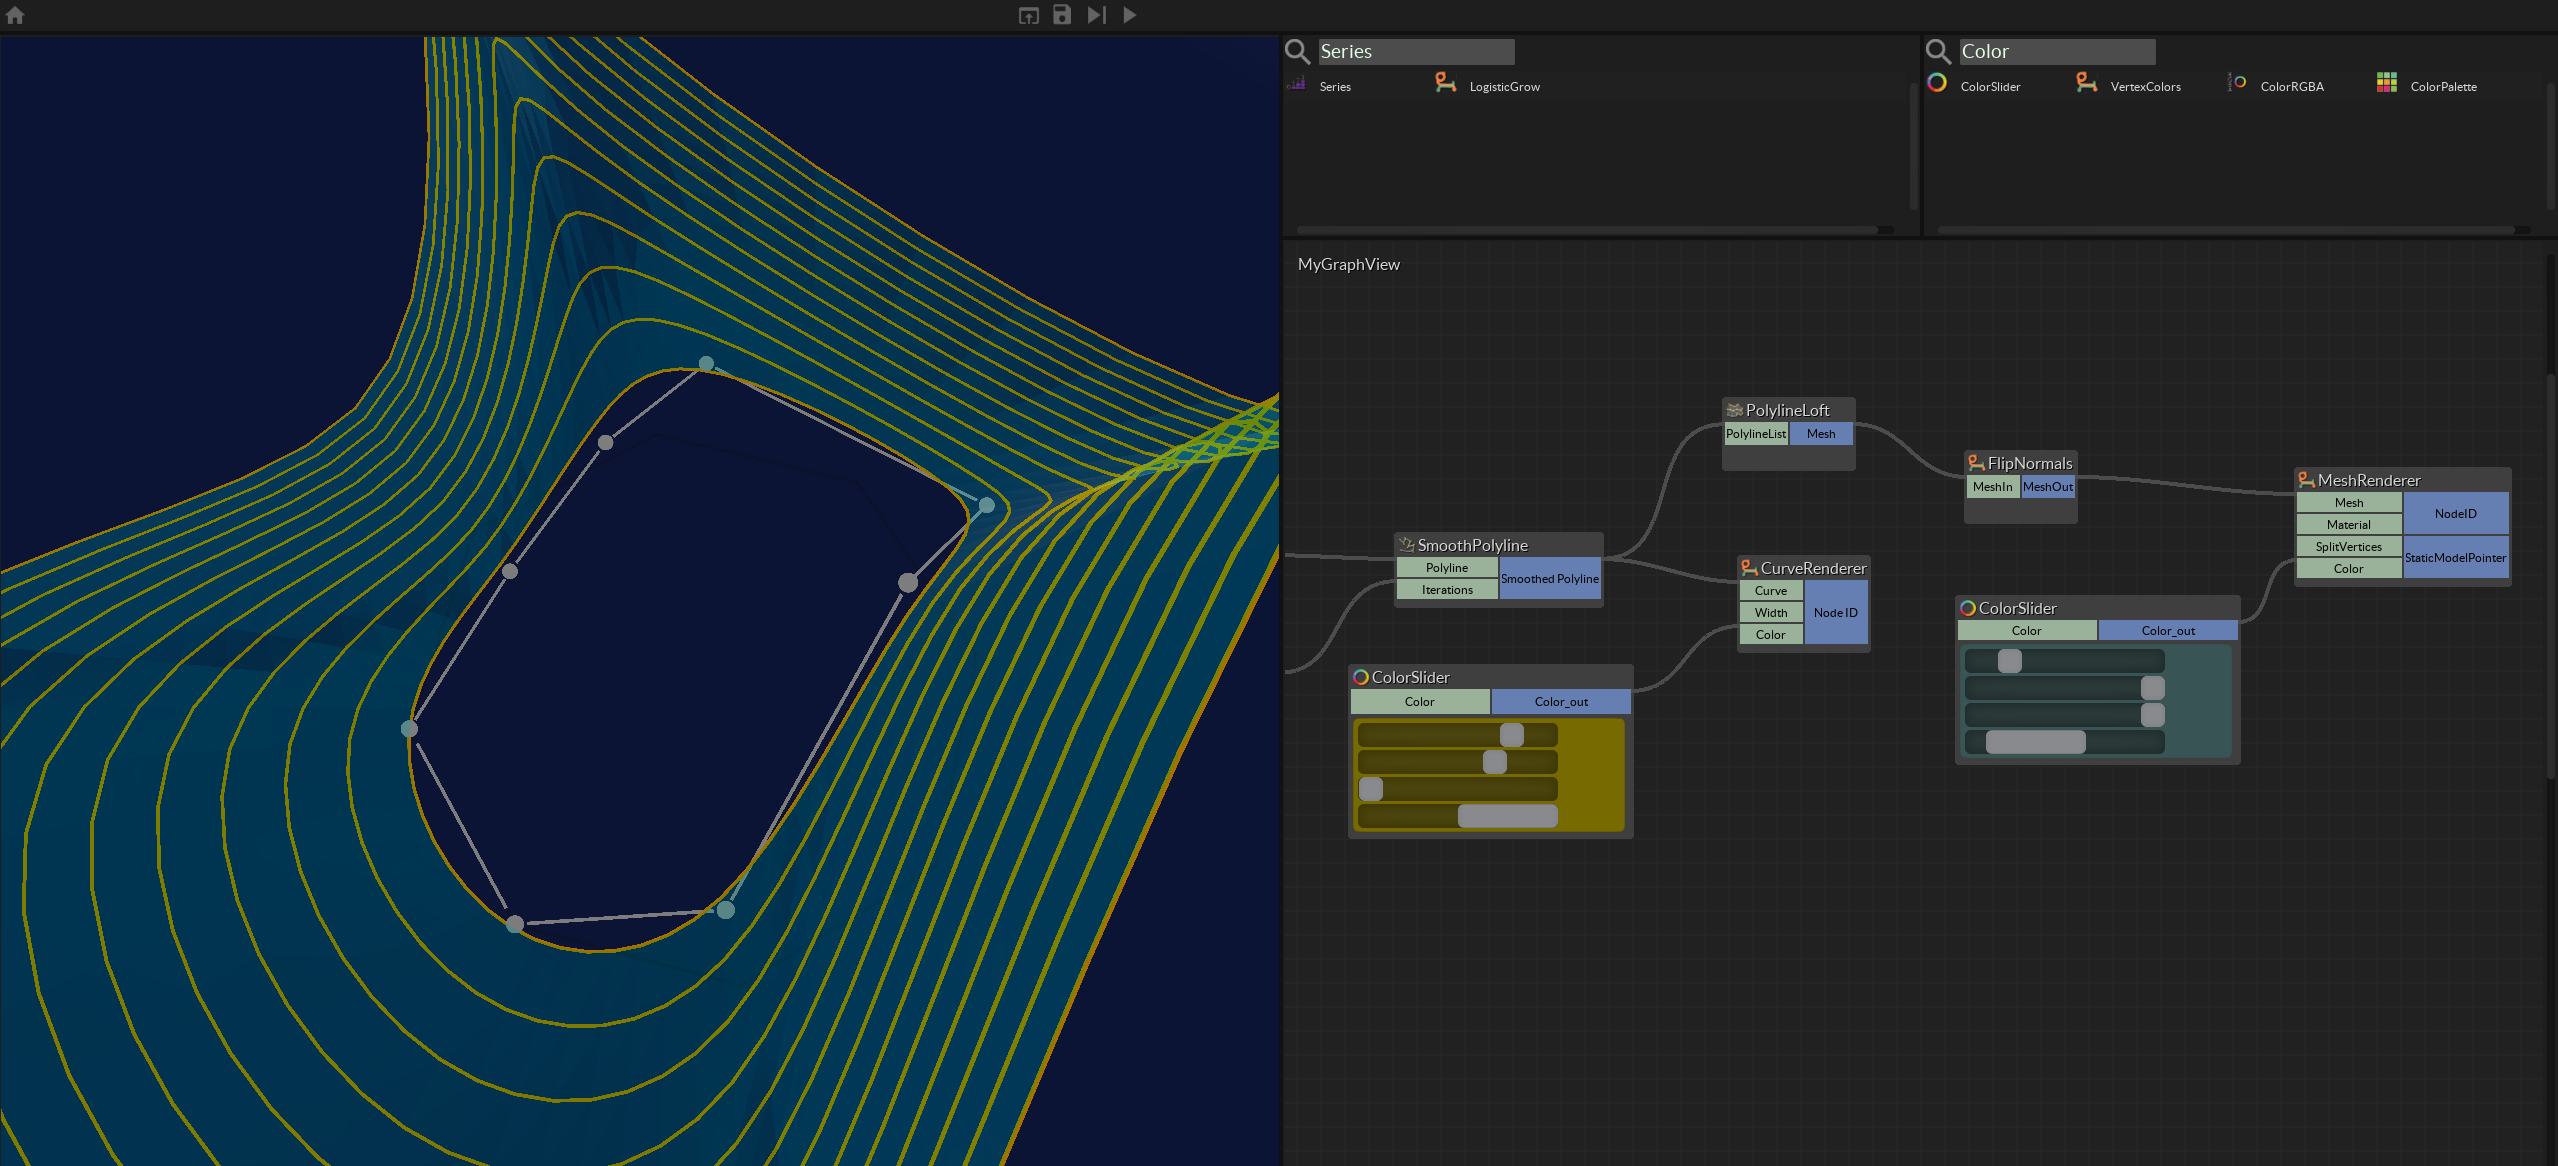 Series
Color
Series
LogisticGrow
ColorSlider
VertexColors
ColorRGBA
ColorPalette
MyGraphView
PolylineLoft
PolylineList
Mesh
FlipNormals
MeshIn
MeshOut
MeshRenderer
Mesh
Material
SplitVertices
Color
NodeID
StaticModelPointer
SmoothPolyline
Polyline
Iterations
Smoothed Polyline
CurveRenderer
Curve
Width
Color
Node ID
ColorSlider
Color
Color_out
ColorSlider
Color
Color_out